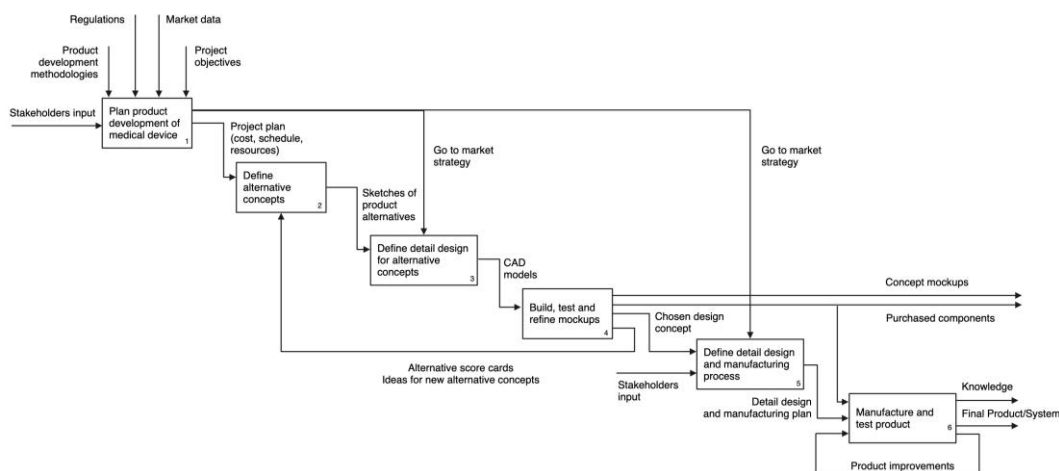 Regulations
Market data
Product
development
methodologies
Project
objectives
Stakeholders input
Plan product
development of
medical device
1
Project plan
(cost, schedule,
resources)
Go to market
strategy
Go to market
strategy
Define
alternative
concepts
2
Sketches of
product
alternatives
Define detail design
for alternative
concepts
3
CAD
models
Concept mockups
Build, test and
refine mockups
4
Purchased components
Chosen design
concept
Alternative score cards
Ideas for new alternative concepts
Define detail design
and manufacturing
process
5
Stakeholders
input
Detail design
and manufacturing plan
Manufacture and
test product
6
Knowledge
Final Product/System
Product improvements